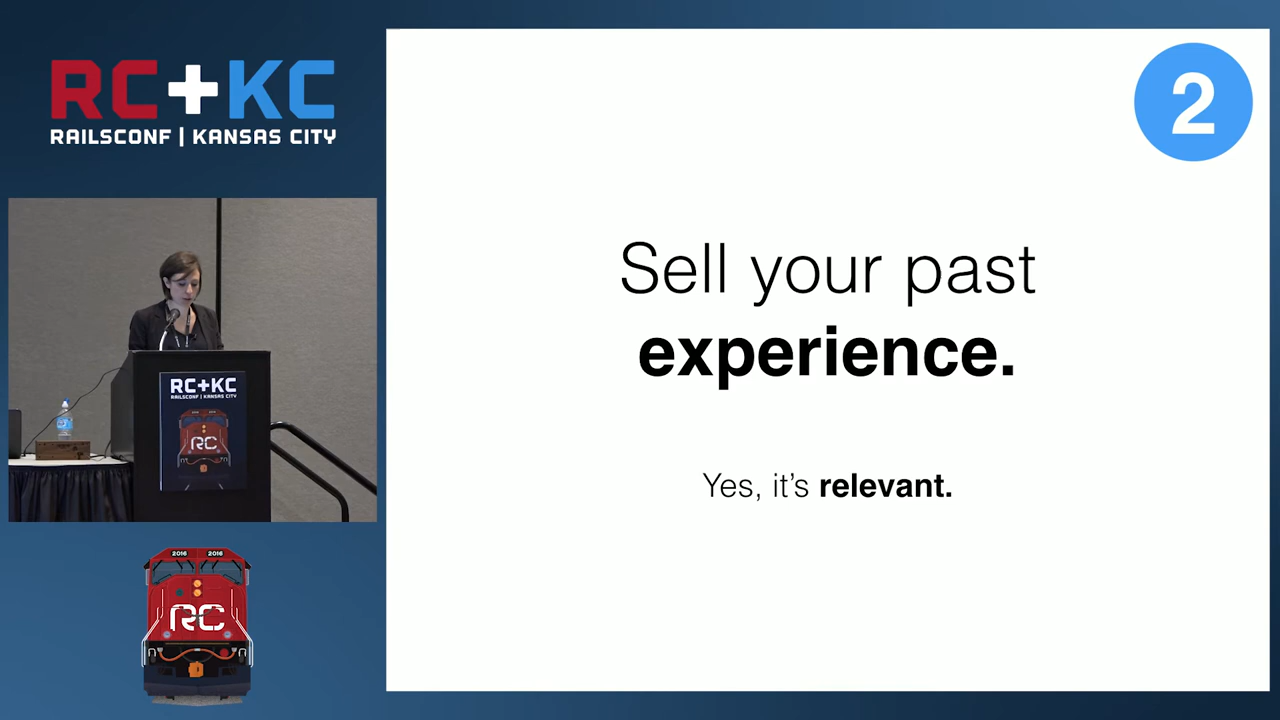 RC+KC
RAILSCONF | KANSAS CITY
2
Sell your past
experience.
Yes, it's relevant.
RC+KC
RAILSCONF | KANSAS CITY
RC
2016 2016
RC